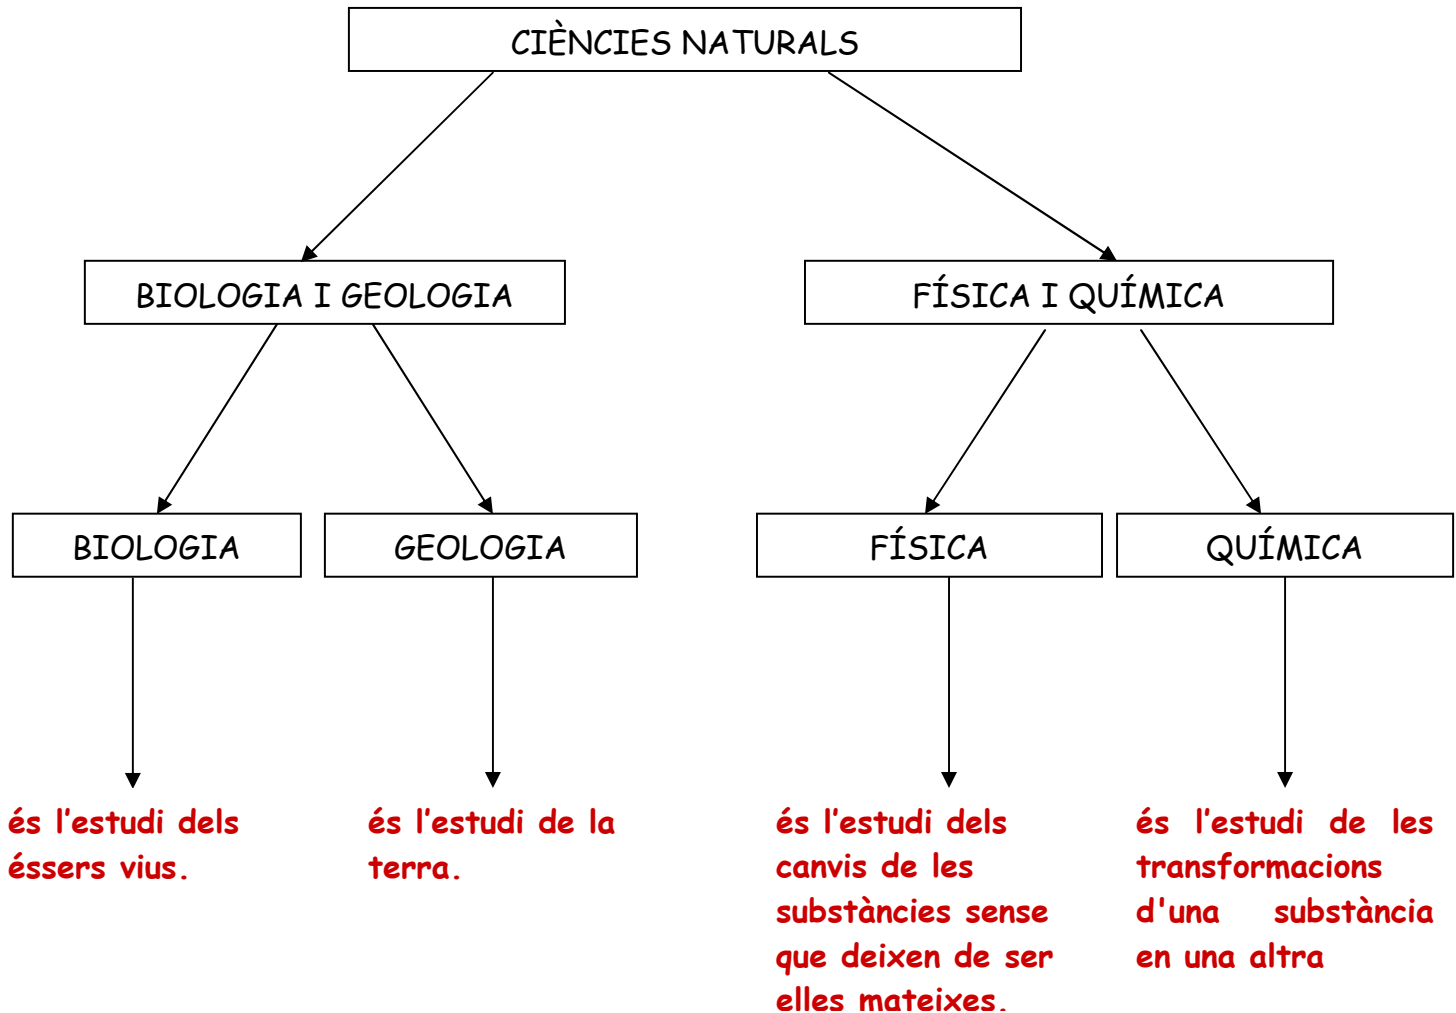 CIÈNCIES NATURALS
BIOLOGIA I GEOLOGIA
FÍSICA I QUÍMICA
BIOLOGIA
GEOLOGIA
FÍSICA
QUÍMICA
és l’estudi dels
éssers vius.
és l’estudi de la
terra.
és l’estudi dels
canvis de les
substàncies sense
que deixen de ser
elles mateixes.
és l’estudi de les
transformacions
d'una substància
en una altra